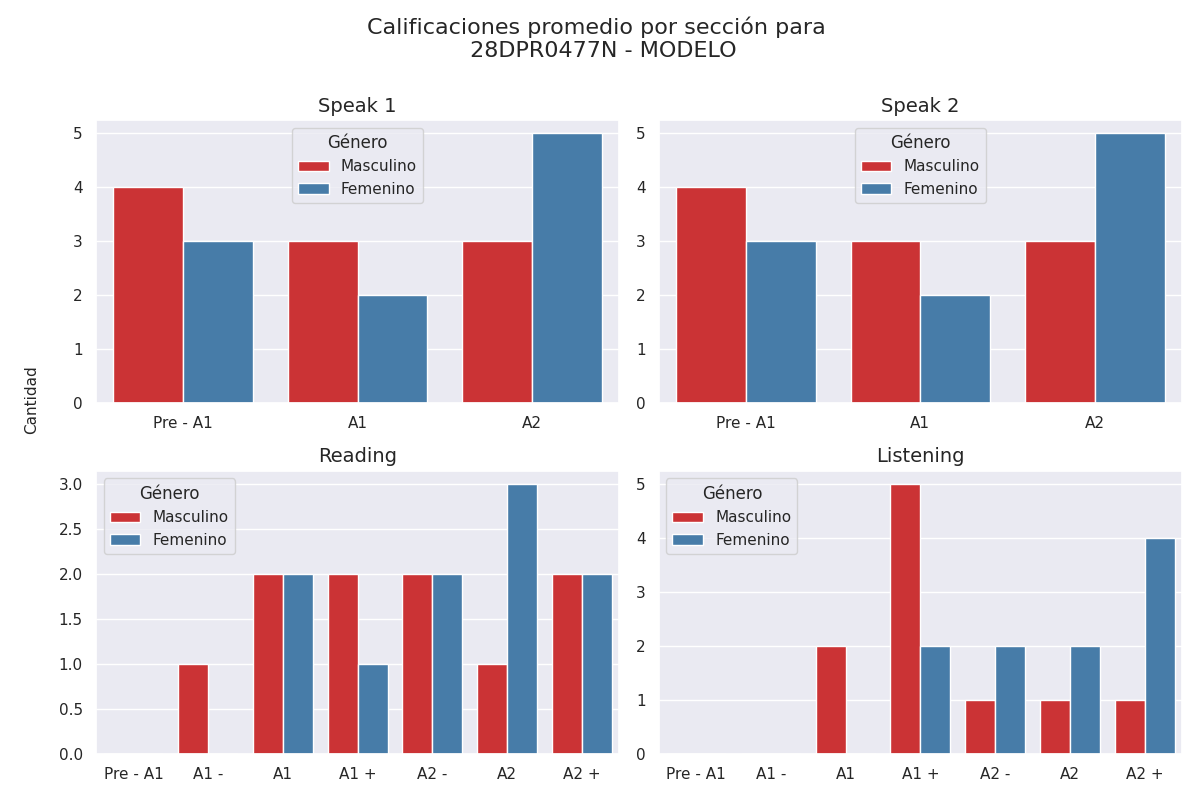 Calificaciones promedio por sección para
28DPR0477N - MODELO
Speak 1
Género
Masculino
Femenino
5
4
3
2
1
0
Pre - A1 A1 A2
Speak 2
Género
Masculino
Femenino
5
4
3
2
1
0
Pre - A1 A1 A2
Cantidad
Reading
Género
Masculino
Femenino
3.0
2.5
2.0
1.5
1.0
0.5
0.0
Pre - A1 A1 - A1 A1 + A2 - A2 A2 +
Listening
Género
Masculino
Femenino
5
4
3
2
1
0
Pre - A1 A1 - A1 A1 + A2 - A2 A2 +